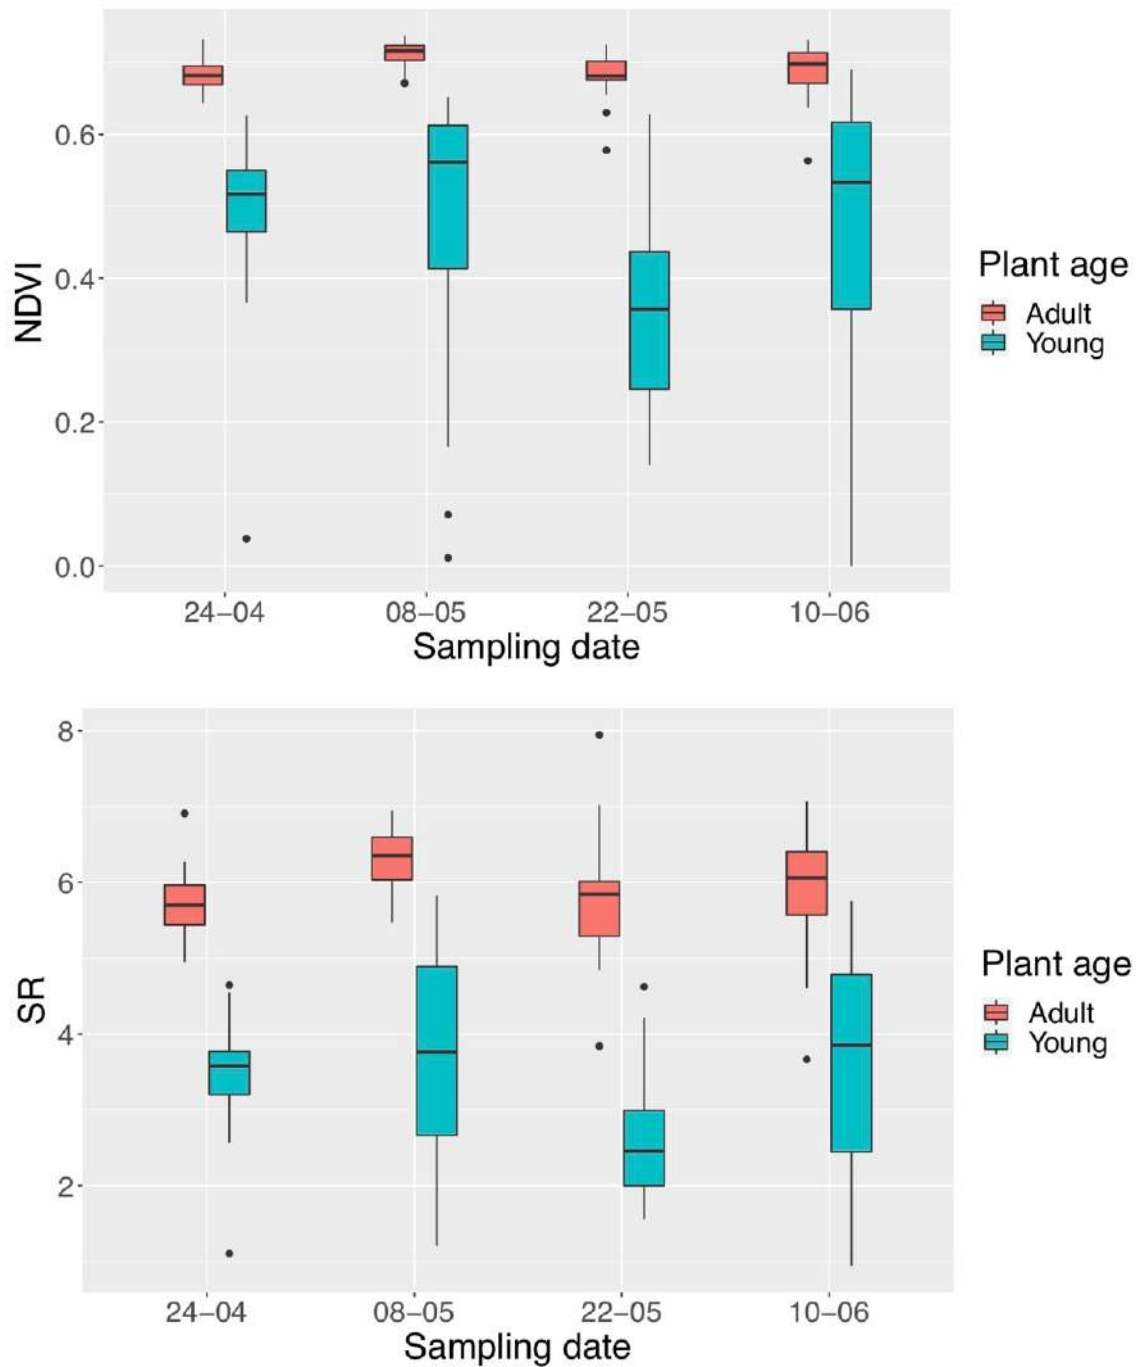 NDVI
0.6
0.4
0.2
0.0
24–04
08–05
22–05
10–06
Sampling date
Plant age
Adult
Young
SR
8
6
4
2
24–04
08–05
22–05
10–06
Sampling date
Plant age
Adult
Young